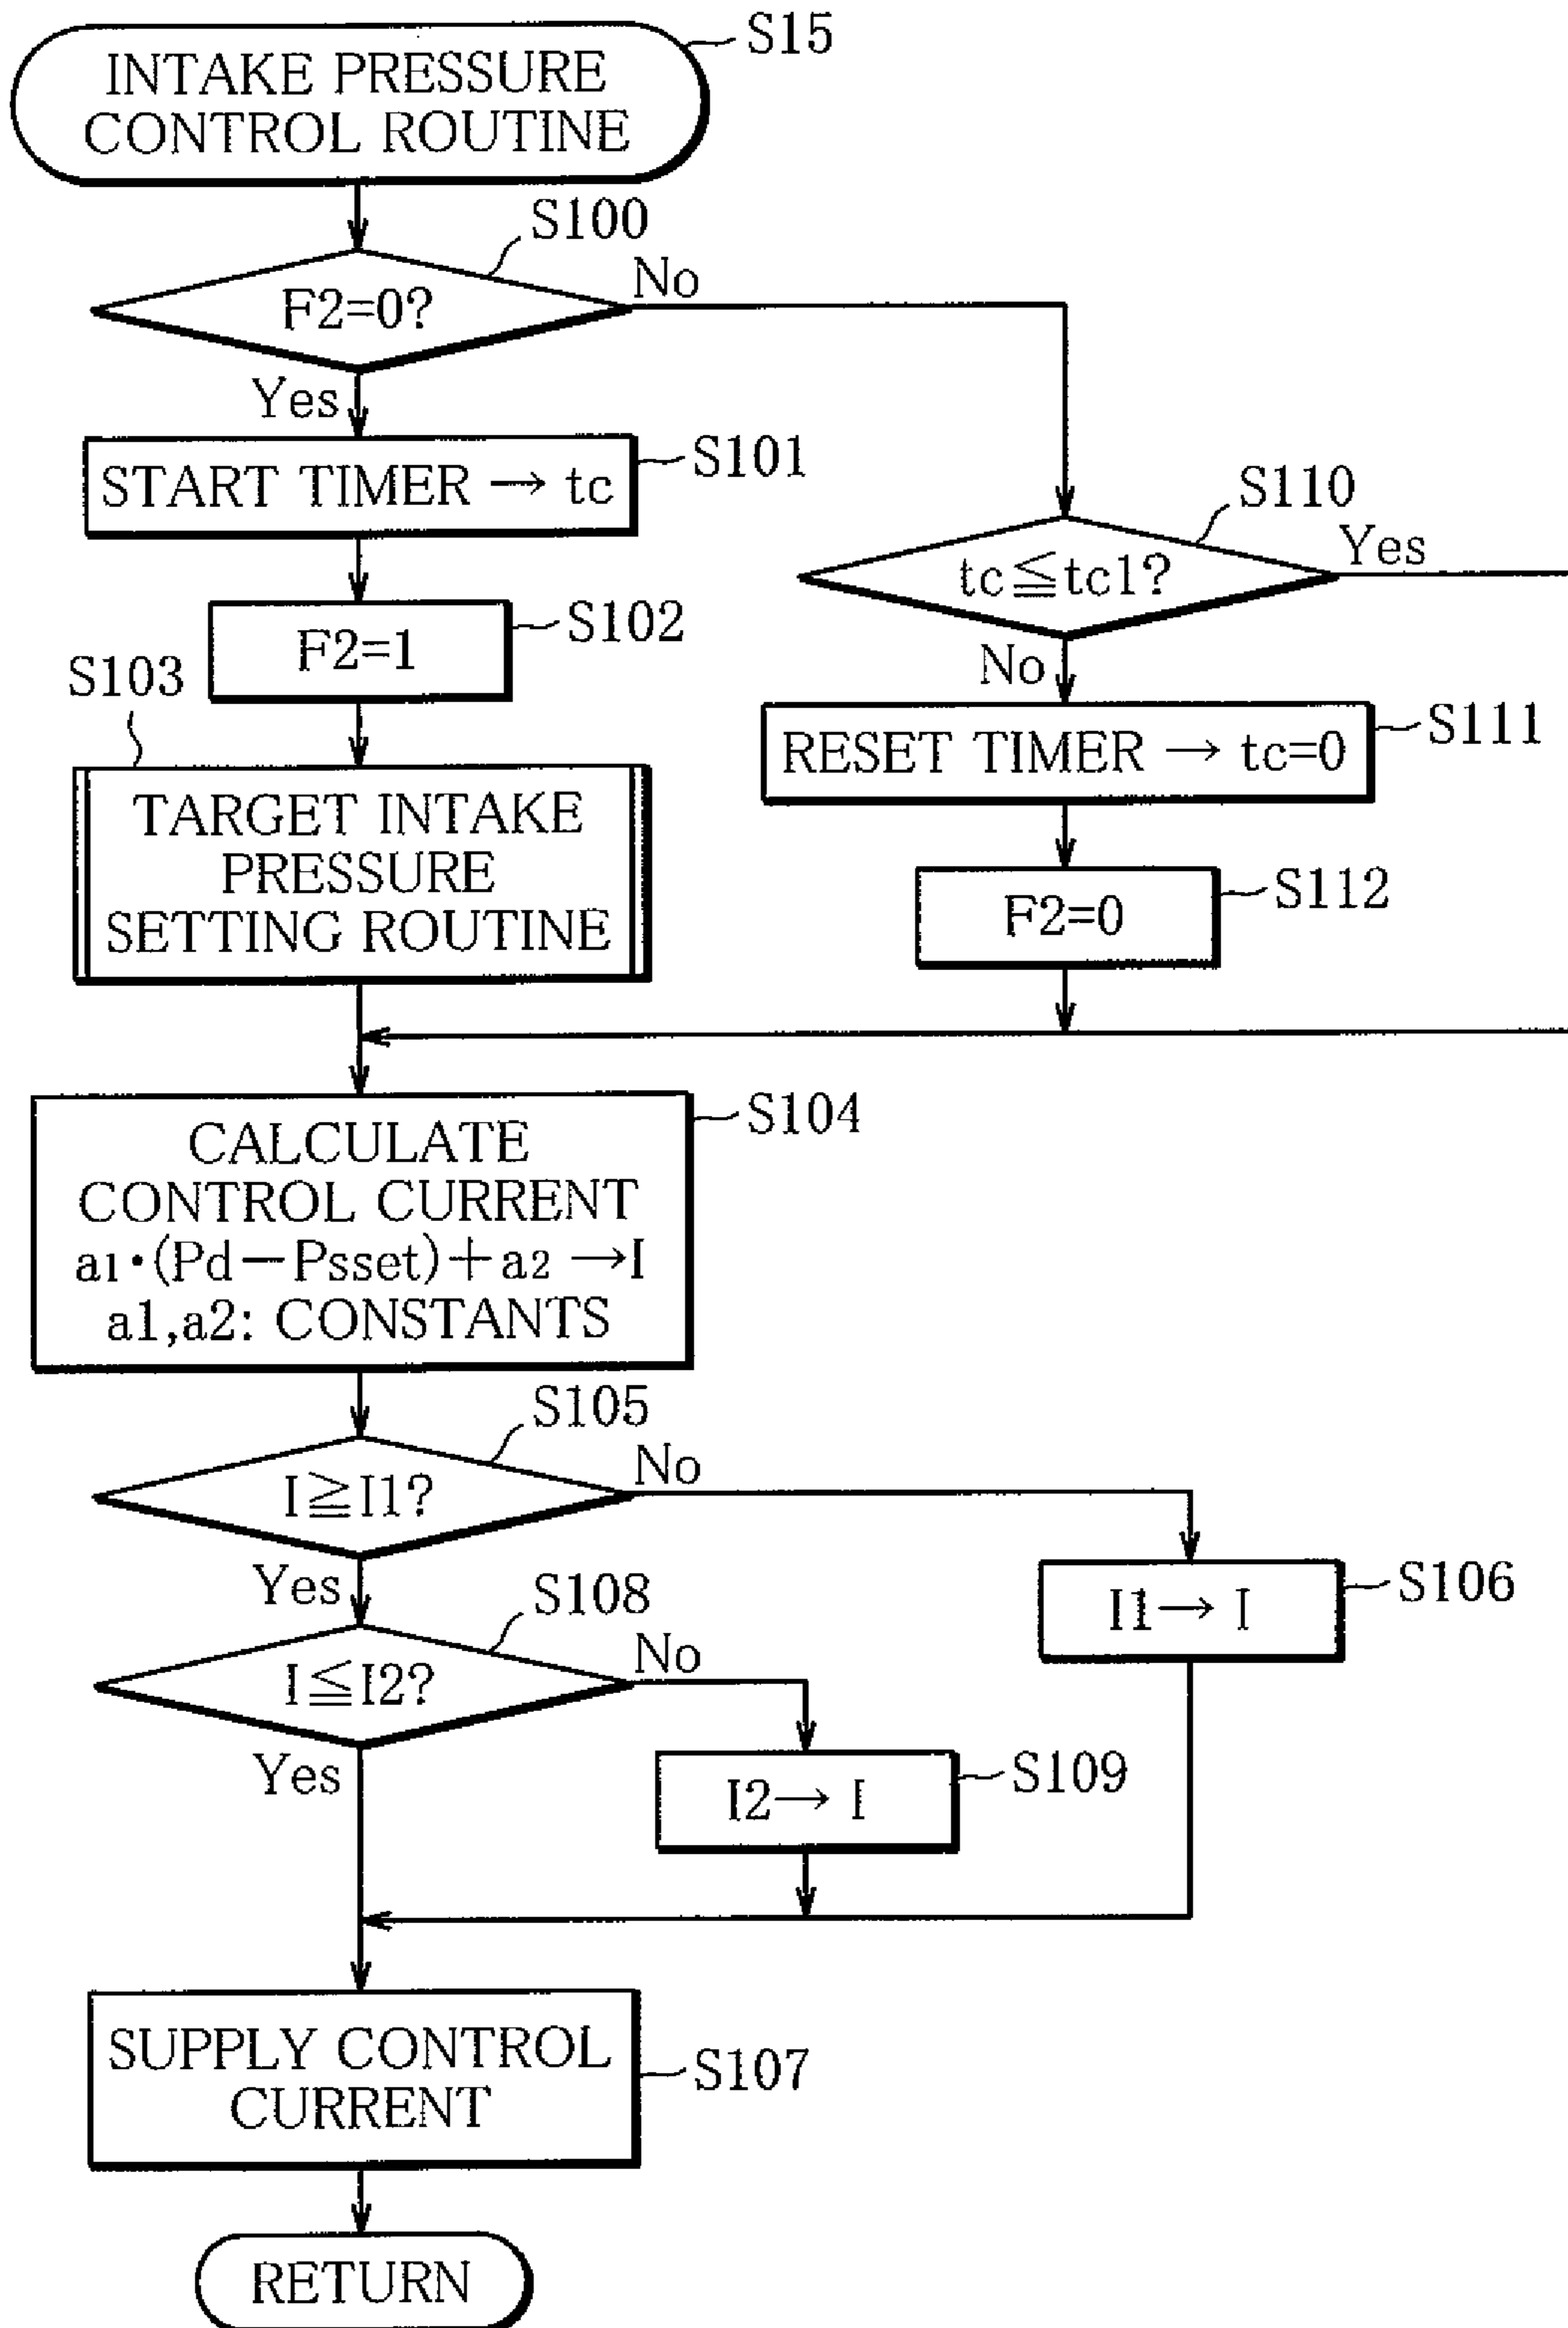 S15
INTAKE PRESSURE
CONTROL ROUTINE
S100
F2=0?
No
Yes
START TIMER → tc
S101
F2=1
S102
S103
TARGET INTAKE
PRESSURE
SETTING ROUTINE
S110
tc≦tc1?
Yes
No
RESET TIMER → tc=0
S111
F2=0
S112
S104
CALCULATE
CONTROL CURRENT
a1·(Pd－Psset)＋a2 →I
a1,a2: CONSTANTS
S105
I≧I1?
No
Yes
I1→ I
S106
S108
I≦I2?
No
Yes
I2→ I
S109
SUPPLY CONTROL
CURRENT
S107
RETURN